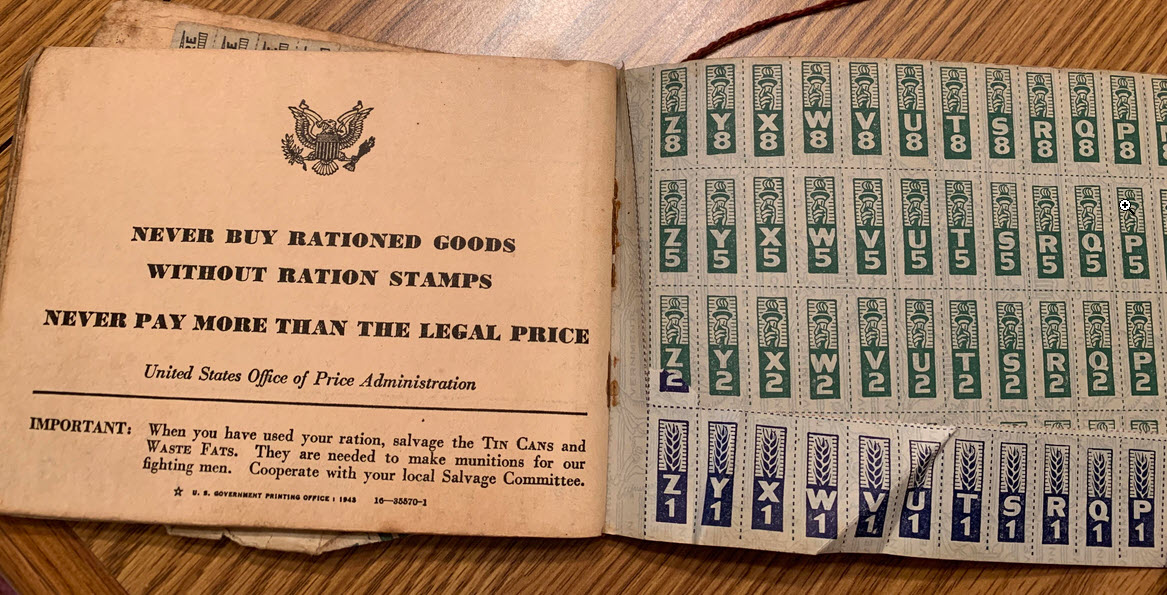 NEVER BUY RATIONED GOODS
WITHOUT RATION STAMPS
NEVER PAY MORE THAN THE LEGAL PRICE
United States Office of Price Administration
IMPORTANT: When you have used your ration, salvage the TIN CANS and
WASTE FATS. They are needed to make munitions for our
fighting men. Cooperate with your local Salvage Committee.
☆ U. S. GOVERNMENT PRINTING OFFICE : 1943 16—35570-1
Z8 Y8 X8 W8 V8 U8 T8 S8 R8 Q8 P8
Z5 Y5 X5 W5 V5 U5 T5 S5 R5 Q5 P5
Z2 Y2 X2 W2 V2 U2 T2 S2 R2 Q2 P2
Z1 Y1 X1 W1 V1 U1 T1 S1 R1 Q1 P1